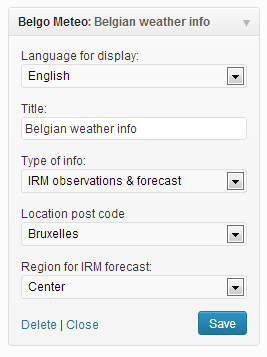 Belgo Meteo: Belgian weather info
Language for display:
English
Title:
Belgian weather info
Type of info:
IRM observations & forecast
Location post code
Bruxelles
Region for IRM forecast:
Center
Delete | Close
Save